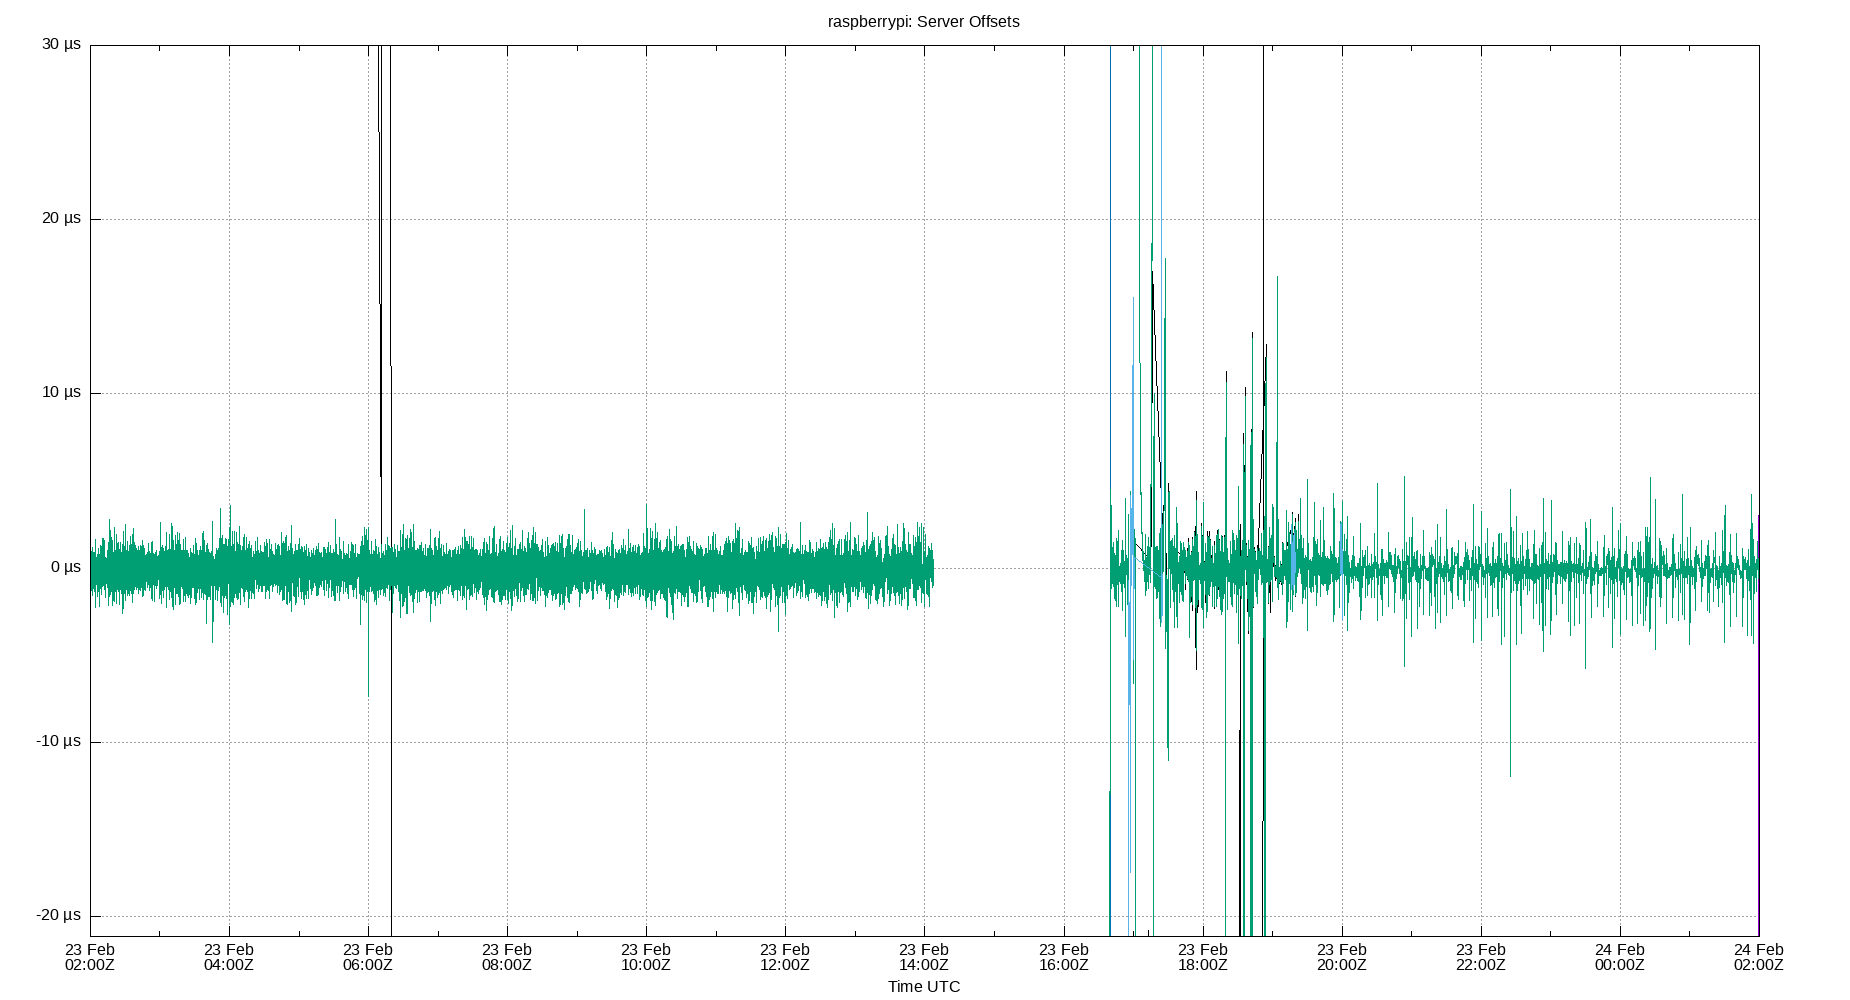 raspberrypi: Server Offsets
30 µs
20 µs
10 µs
0 µs
-10 µs
-20 µs
23 Feb 23 Feb 23 Feb 23 Feb 23 Feb 23 Feb 23 Feb 23 Feb 23 Feb 23 Feb 23 Feb 24 Feb 24 Feb
02:00Z 04:00Z 06:00Z 08:00Z 10:00Z 12:00Z 14:00Z 16:00Z 18:00Z 20:00Z 22:00Z 00:00Z 02:00Z
Time UTC